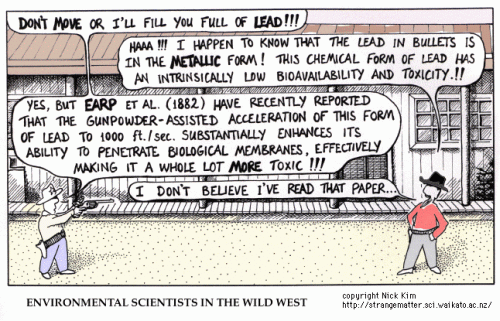 DON'T MOVE OR I'LL FILL YOU FULL OF LEAD!!!
HAAA!!! I HAPPEN TO KNOW THAT THE LEAD IN BULLETS IS
IN THE METALLIC FORM! THIS CHEMICAL FORM OF LEAD HAS
AN INTRINSICALLY LOW BIOAVAILABILITY AND TOXICITY.!!
YES, BUT EARP ET AL. (1882) HAVE RECENTLY REPORTED
THAT THE GUNPOWDER-ASSISTED ACCELERATION OF THIS FORM
OF LEAD TO 1000 ft./sec. SUBSTANTIALLY ENHANCES ITS
ABILITY TO PENETRATE BIOLOGICAL MEMBRANES, EFFECTIVELY
MAKING IT A WHOLE LOT MORE TOXIC!!!
I DON'T BELIEVE I'VE READ THAT PAPER...
ENVIRONMENTAL SCIENTISTS IN THE WILD WEST
copyright Nick Kim
http://strangematter.sci.waikato.ac.nz/